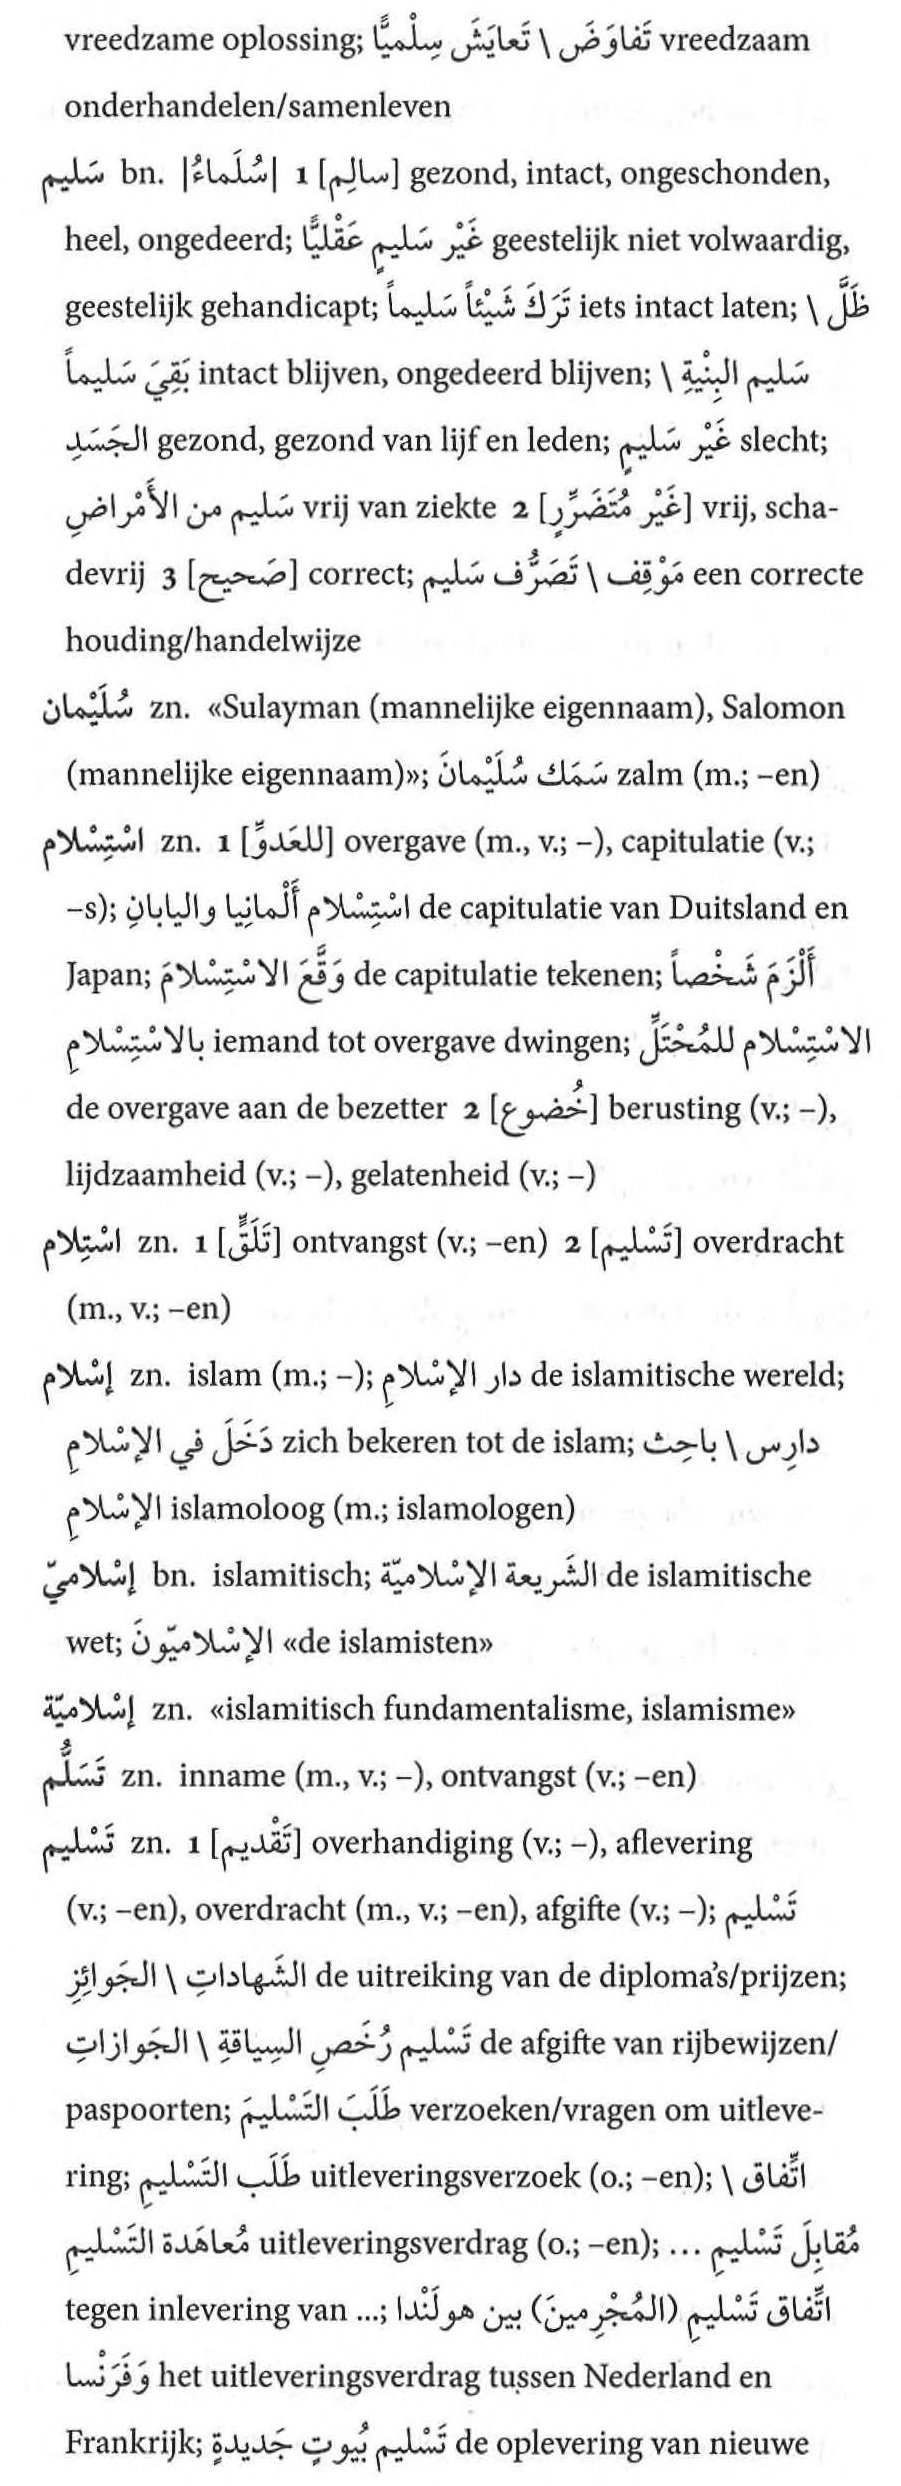 vreedzame oplossing; تَفاوَضَ \ تَعايَشَ سِلْميًّا vreedzaam
onderhandelen/samenleven
سَليم bn. |سُلَماءُ| 1 [سالِم] gezond, intact, ongeschonden,
heel, ongedeerd; غَيْر سَليمٍ عَقْليًّا geestelijk niet volwaardig,
geestelijk gehandicapt; تَرَكَ شَيْئاً سَليماً iets intact laten; ظَلَّ \
بَقِيَ سَليماً intact blijven, ongedeerd blijven; سَليم البِنْيةِ \
الجَسَدِ gezond, gezond van lijf en leden; غَيْر سَليمٍ slecht;
سَليم من الأَمْراضِ vrij van ziekte 2 [غَيْر مُتَضَرِّرٍ] vrij, scha-
devrij 3 [صَحيح] correct; مَوْقِف \ تَصَرُّف سَليم een correcte
houding/handelwijze
سُلَيْمان zn. «Sulayman (mannelijke eigennaam), Salomon
(mannelijke eigennaam)»; سَمَك سُلَيْمانَ zalm (m.; –en)
اسْتِسْلام zn. 1 [للعَدوِّ] overgave (m., v.; –), capitulatie (v.;
–s); اسْتِسْلام أَلْمانِيا واليابانِ de capitulatie van Duitsland en
Japan; وَقَّعَ الاسْتِسْلامَ de capitulatie tekenen; أَلْزَمَ شَخْصاً
بالاسْتِسْلامِ iemand tot overgave dwingen; الاسْتِسْلام للمُحْتَلِّ
de overgave aan de bezetter 2 [خُضوع] berusting (v.; –),
lijdzaamheid (v.; –), gelatenheid (v.; –)
اسْتِلام zn. 1 [تَلَقٍّ] ontvangst (v.; –en) 2 [تَسْليم] overdracht
(m., v.; –en)
إسْلام zn. islam (m.; –); دار الإسْلامِ de islamitische wereld;
دَخَلَ في الإسْلامِ zich bekeren tot de islam; دارِس \ باحِث
الإسْلامِ islamoloog (m.; islamologen)
إسْلاميّ bn. islamitisch; الشَريعة الإسْلاميّة de islamitische
wet; الإسْلاميّونَ «de islamisten»
إسْلاميّة zn. «islamitisch fundamentalisme, islamisme»
تَسَلُّم zn. inname (m., v.; –), ontvangst (v.; –en)
تَسْليم zn. 1 [تَقْديم] overhandiging (v.; –), aflevering
(v.; –en), overdracht (m., v.; –en), afgifte (v.; –); تَسْليم
الشَهاداتِ \ الجَوائِزِ de uitreiking van de diploma's/prijzen;
تَسْليم رُخَصِ السِياقةِ \ الجَوازاتِ de afgifte van rijbewijzen/
paspoorten; طَلَبَ التَسْليمَ verzoeken/vragen om uitleve-
ring; طَلَب التَسْليمِ uitleveringsverzoek (o.; –en); اتِّفاق \
مُعاهَدة التَسْليمِ uitleveringsverdrag (o.; –en); مُقابِلَ تَسْليمِ ...
tegen inlevering van ...; اتِّفاق تَسْليمِ (المُجْرِمينَ) بين هولَنْدا
وَفَرَنْسا het uitleveringsverdrag tussen Nederland en
Frankrijk; تَسْليم بُيوتٍ جَديدةٍ de oplevering van nieuwe